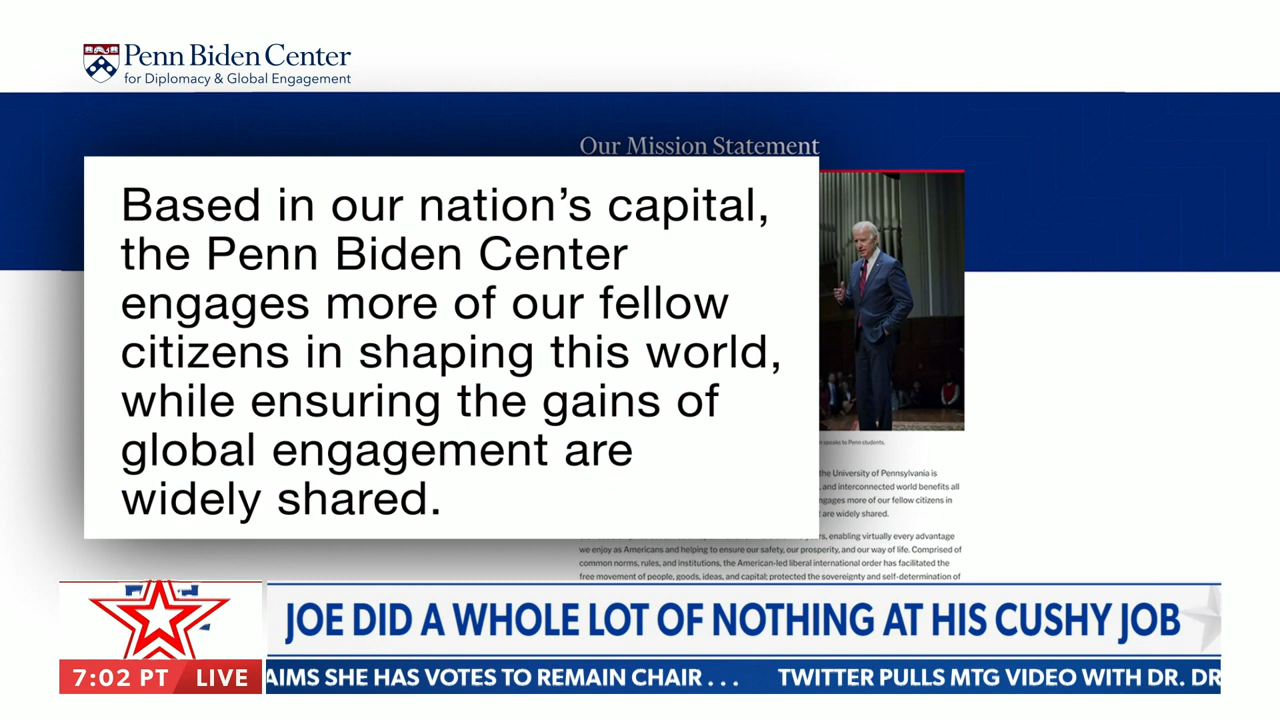 Penn Biden Center
for Diplomacy & Global Engagement
Our Mission Statement
Based in our nation's capital,
the Penn Biden Center
engages more of our fellow
citizens in shaping this world,
while ensuring the gains of
global engagement are
widely shared.
speaks to Penn students.
the University of Pennsylvania is
, and interconnected world benefits all
ngages more of our fellow citizens in
are widely shared.
, enabling virtually every advantage
we enjoy as Americans and helping to ensure our safety, our prosperity, and our way of life. Comprised of
common norms, rules, and institutions, the American-led liberal international order has facilitated the
free movement of people, goods, ideas, and capital; protected the sovereignty and self-determination of
JOE DID A WHOLE LOT OF NOTHING AT HIS CUSHY JOB
7:02 PT LIVE
AIMS SHE HAS VOTES TO REMAIN CHAIR . . . TWITTER PULLS MTG VIDEO WITH DR. DR